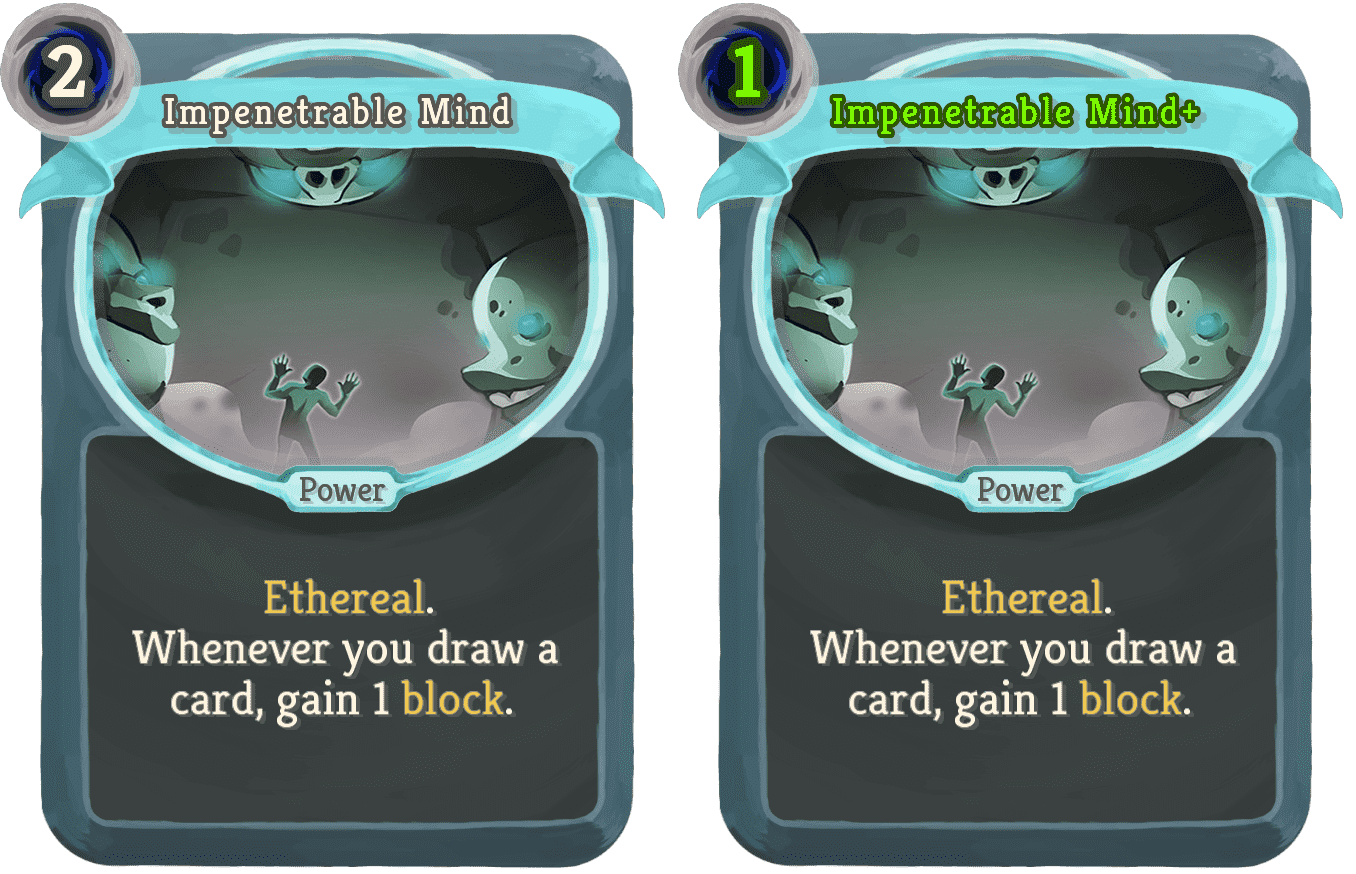 2
Impenetrable Mind
Power
Ethereal.
Whenever you draw a
card, gain 1 block.
1
Impenetrable Mind+
Power
Ethereal.
Whenever you draw a
card, gain 1 block.